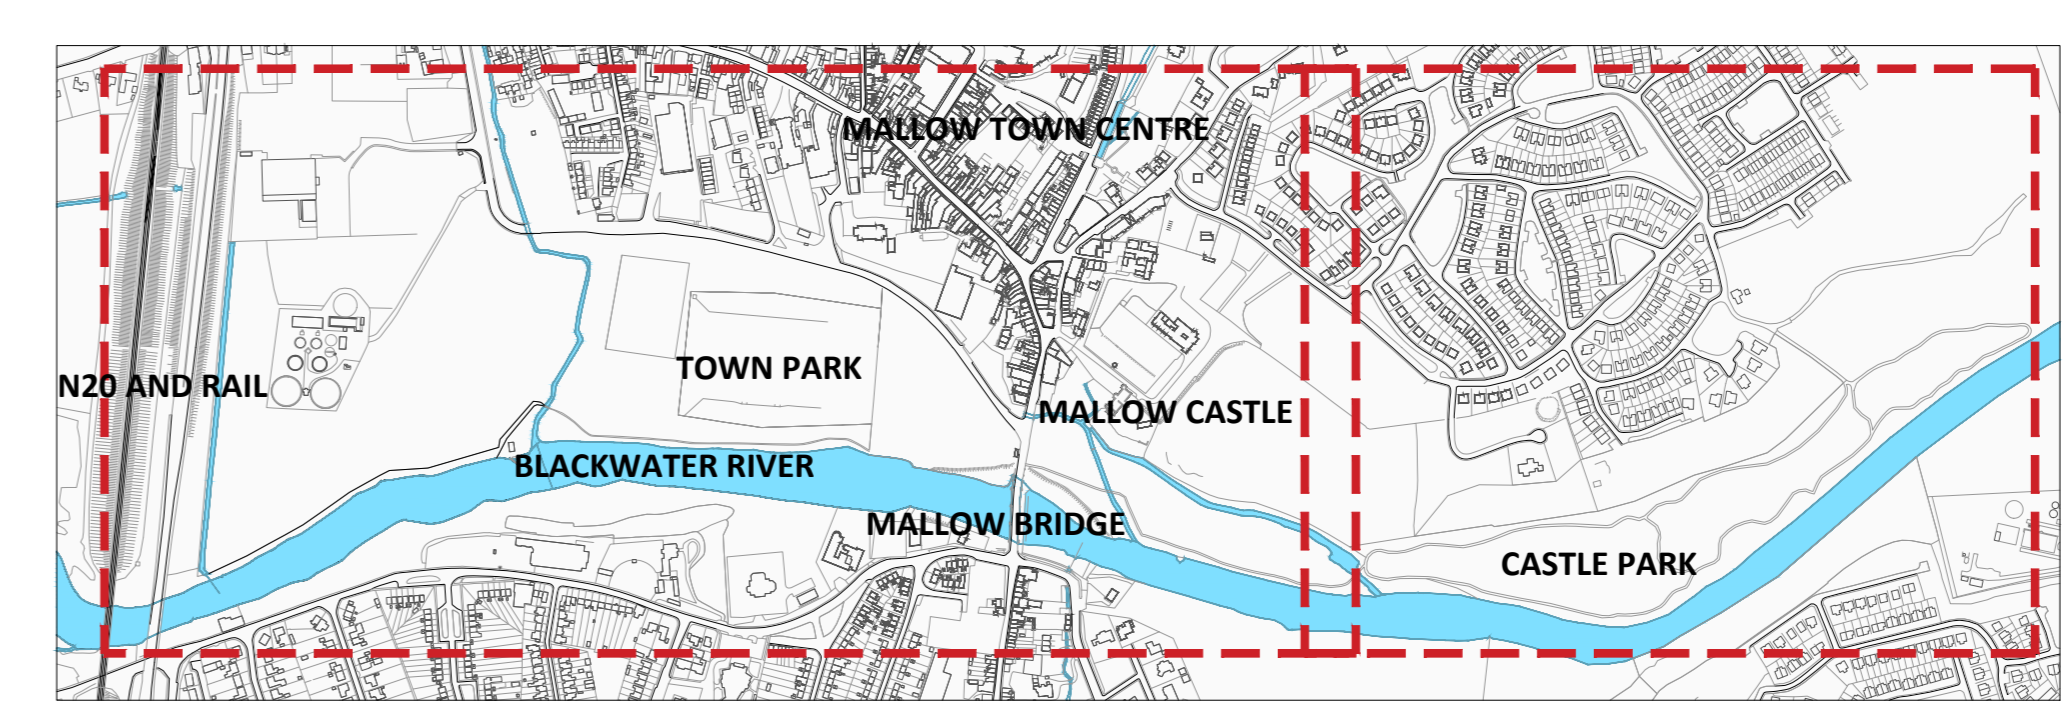 MALLOW TOWN CENTRE
TOWN PARK
N20 AND RAIL
MALLOW CASTLE
BLACKWATER RIVER
MALLOW BRIDGE
CASTLE PARK